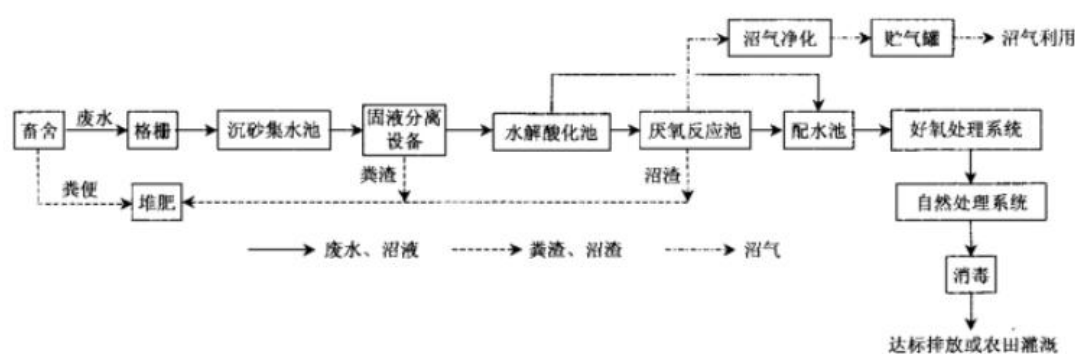 沼气净化
贮气罐
沼气利用
畜舍
废水
格栅
沉砂集水池
固液分离
设备
水解酸化池
厌氧反应池
配水池
好氧处理系统
粪渣
沼渣
粪便
堆肥
自然处理系统
废水、沼液
粪渣、沼渣
沼气
消毒
达标排放或农田灌溉